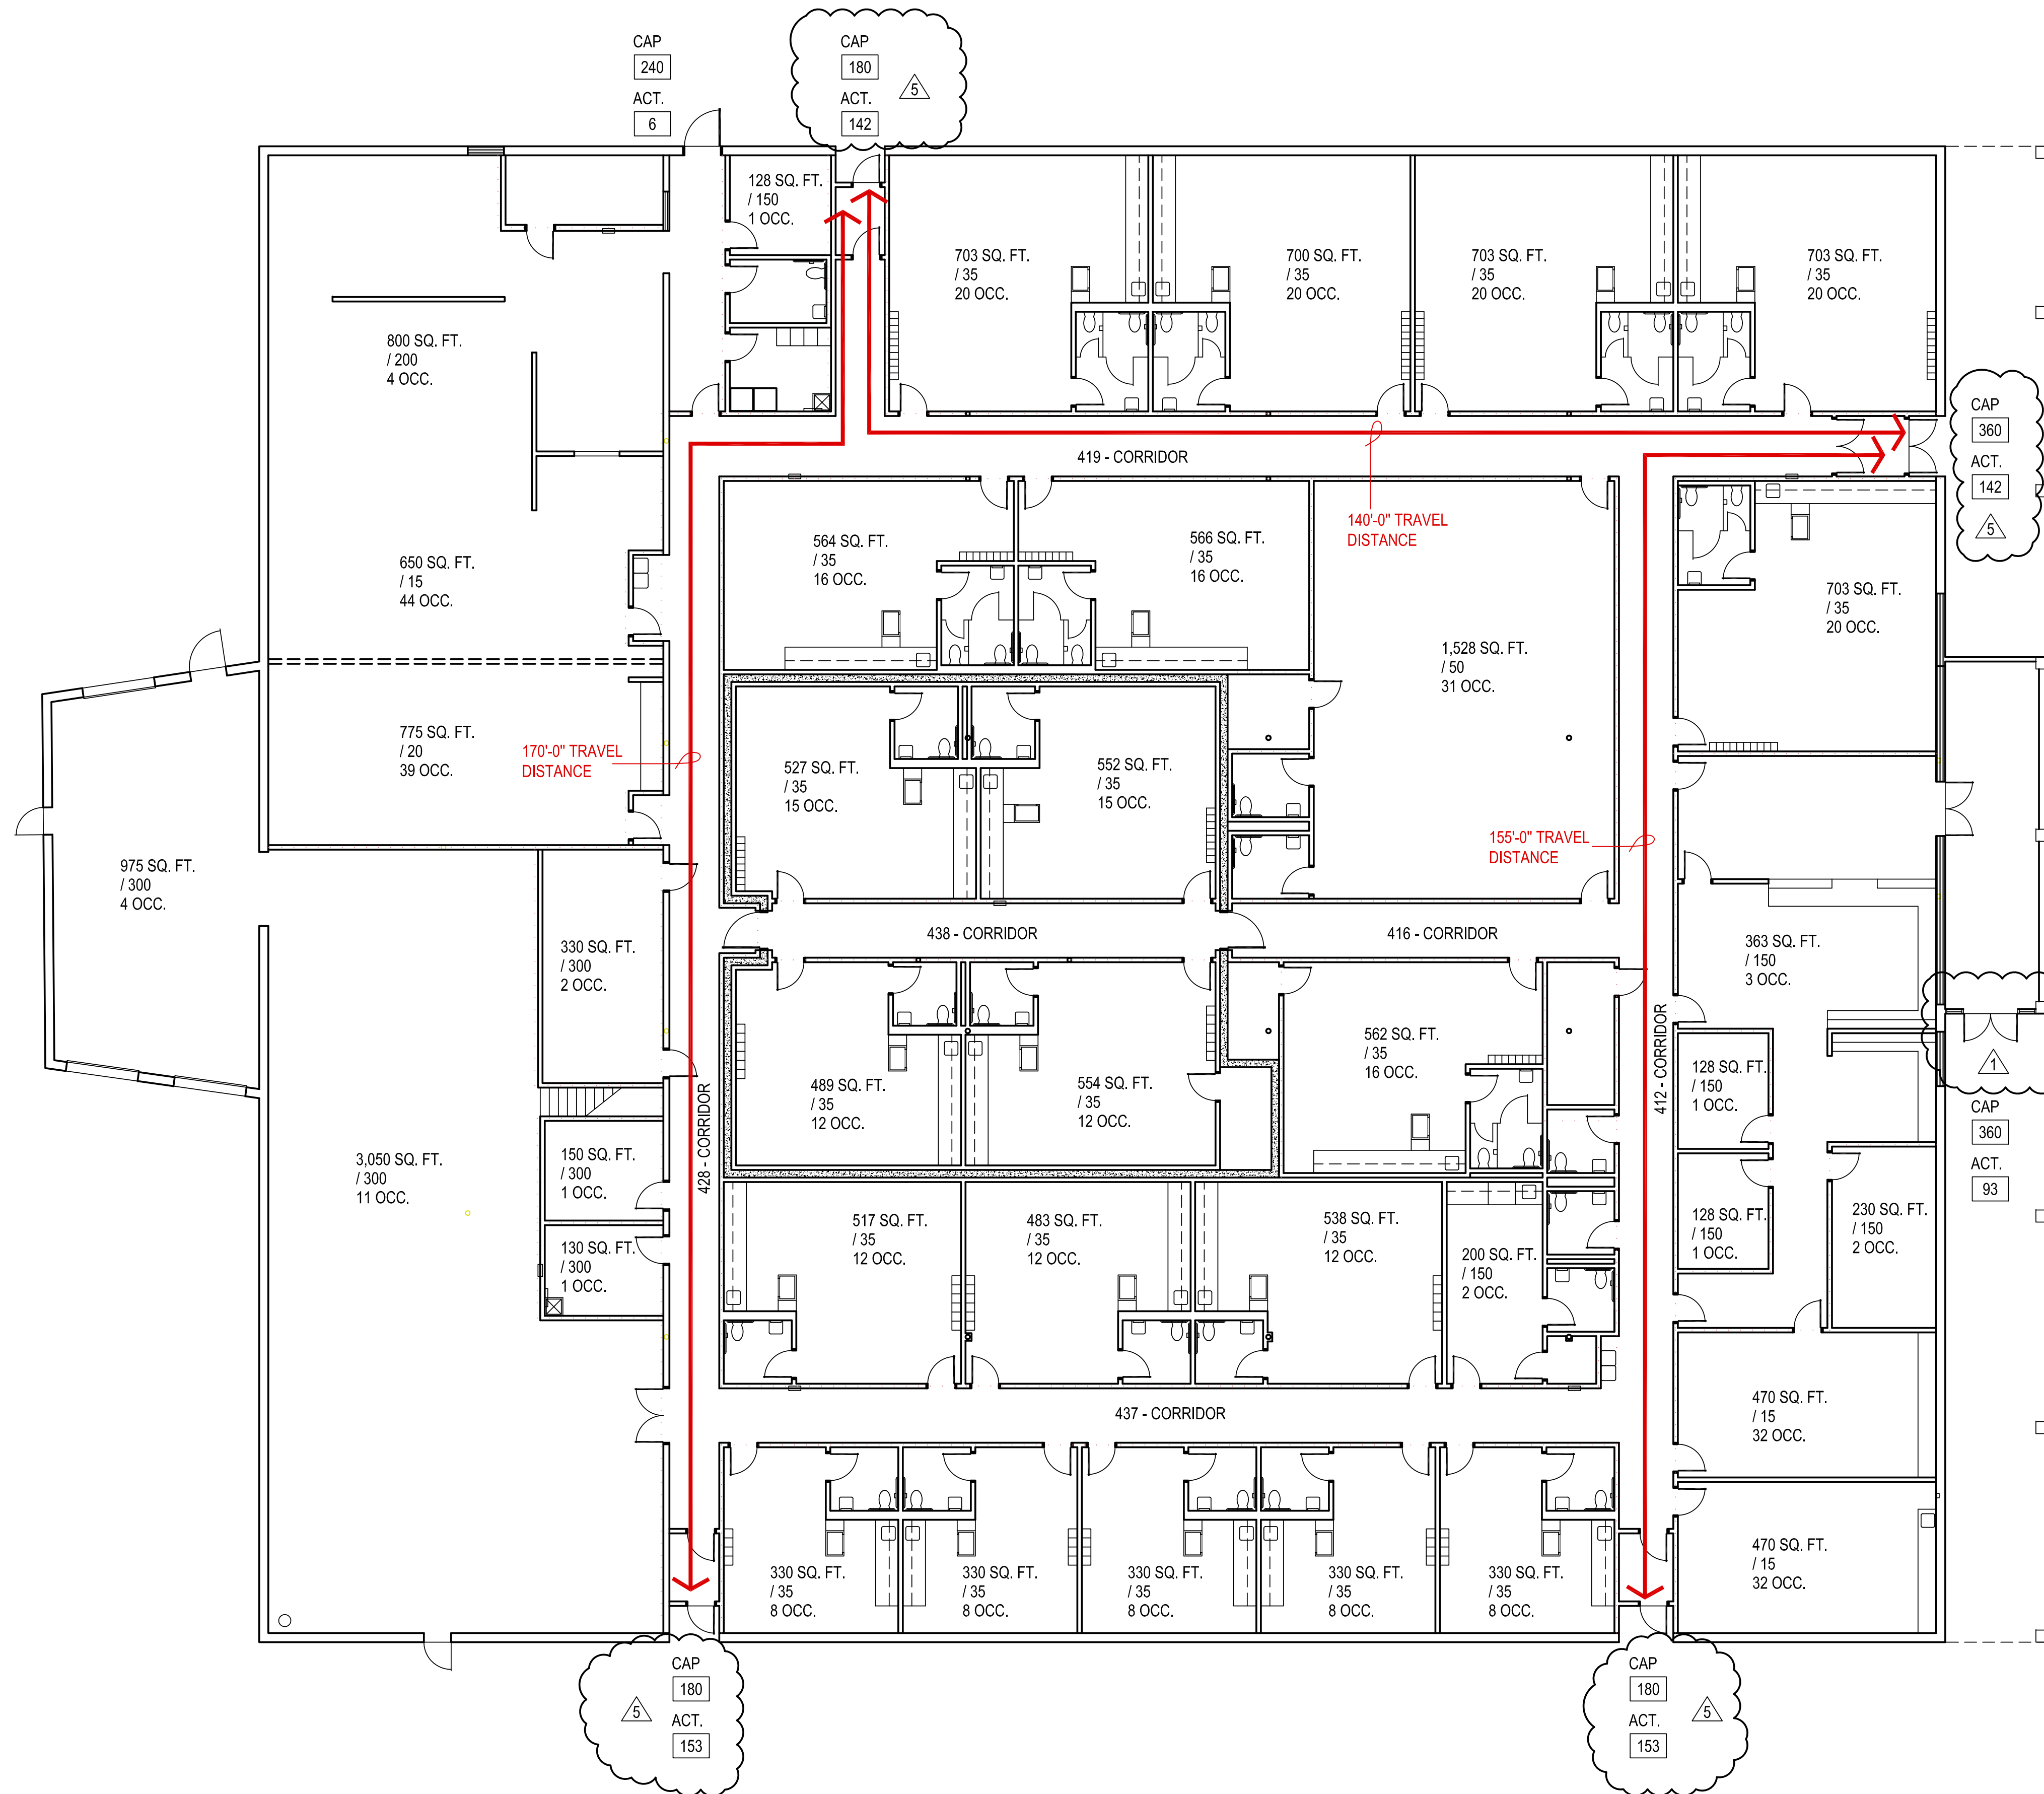 CAP
240
ACT.
6
CAP
180
ACT.
142
5
128 SQ. FT.
/ 150
1 OCC.
703 SQ. FT.
/ 35
20 OCC.
700 SQ. FT.
/ 35
20 OCC.
703 SQ. FT.
/ 35
20 OCC.
703 SQ. FT.
/ 35
20 OCC.
800 SQ. FT.
/ 200
4 OCC.
CAP
360
ACT.
142
5
419 - CORRIDOR
140'-0" TRAVEL
DISTANCE
564 SQ. FT.
/ 35
16 OCC.
566 SQ. FT.
/ 35
16 OCC.
650 SQ. FT.
/ 15
44 OCC.
703 SQ. FT.
/ 35
20 OCC.
1,528 SQ. FT.
/ 50
31 OCC.
775 SQ. FT.
/ 20
39 OCC.
170'-0" TRAVEL
DISTANCE
527 SQ. FT.
/ 35
15 OCC.
552 SQ. FT.
/ 35
15 OCC.
155'-0" TRAVEL
DISTANCE
975 SQ. FT.
/ 300
4 OCC.
330 SQ. FT.
/ 300
2 OCC.
438 - CORRIDOR
416 - CORRIDOR
363 SQ. FT.
/ 150
3 OCC.
428 - CORRIDOR
489 SQ. FT.
/ 35
12 OCC.
554 SQ. FT.
/ 35
12 OCC.
562 SQ. FT.
/ 35
16 OCC.
412 - CORRIDOR
128 SQ. FT.
/ 150
1 OCC.
1
CAP
360
ACT.
93
3,050 SQ. FT.
/ 300
11 OCC.
150 SQ. FT.
/ 300
1 OCC.
130 SQ. FT.
/ 300
1 OCC.
517 SQ. FT.
/ 35
12 OCC.
483 SQ. FT.
/ 35
12 OCC.
538 SQ. FT.
/ 35
12 OCC.
200 SQ. FT.
/ 150
2 OCC.
128 SQ. FT.
/ 150
1 OCC.
230 SQ. FT.
/ 150
2 OCC.
437 - CORRIDOR
470 SQ. FT.
/ 15
32 OCC.
330 SQ. FT.
/ 35
8 OCC.
330 SQ. FT.
/ 35
8 OCC.
330 SQ. FT.
/ 35
8 OCC.
330 SQ. FT.
/ 35
8 OCC.
330 SQ. FT.
/ 35
8 OCC.
470 SQ. FT.
/ 15
32 OCC.
5
CAP
180
ACT.
153
CAP
180
ACT.
153
5